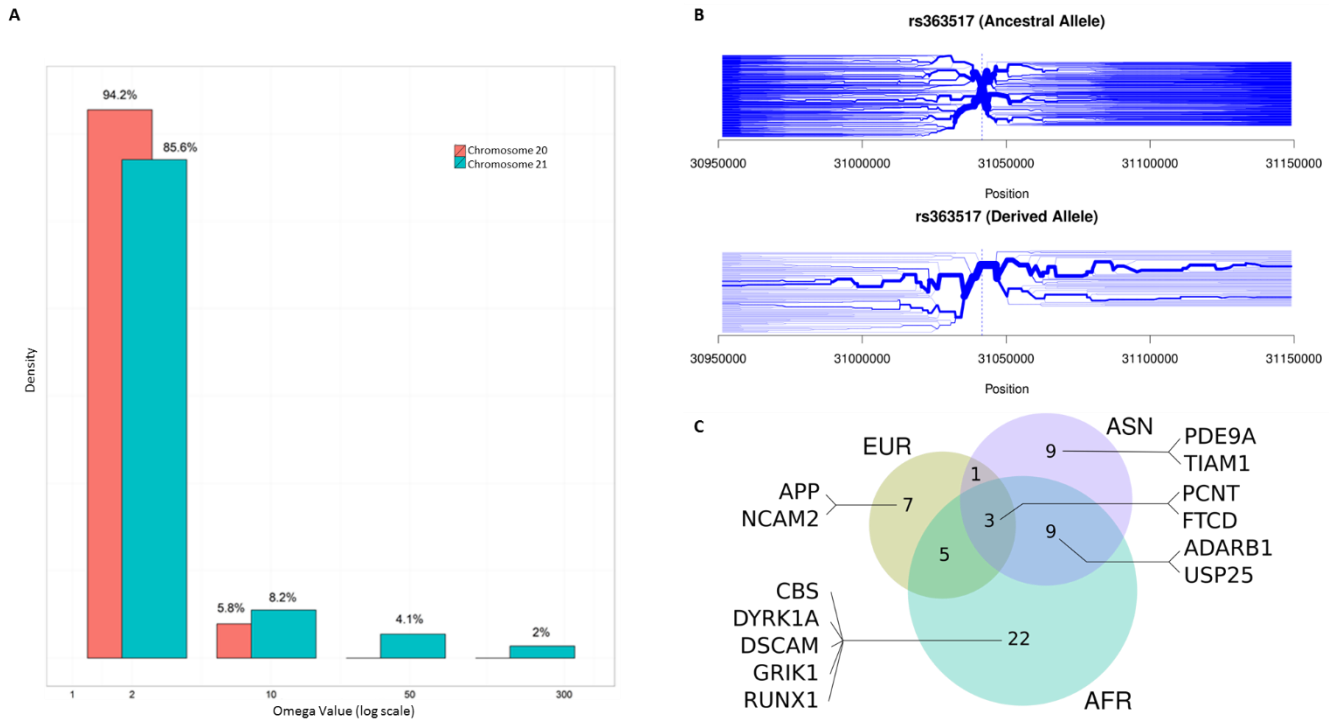 A
94.2%
85.6%
Chromosome 20
Chromosome 21
5.8%
8.2%
4.1%
2%
Density
1
2
10
50
300
Omega Value (log scale)
B
rs363517 (Ancestral Allele)
30950000
31000000
31050000
31100000
31150000
Position
rs363517 (Derived Allele)
30950000
31000000
31050000
31100000
31150000
Position
C
EUR
ASN
AFR
APP
NCAM2
7
1
9
3
5
9
22
PDE9A
TIAM1
PCNT
FTCD
ADARB1
USP25
CBS
DYRK1A
DSCAM
GRIK1
RUNX1